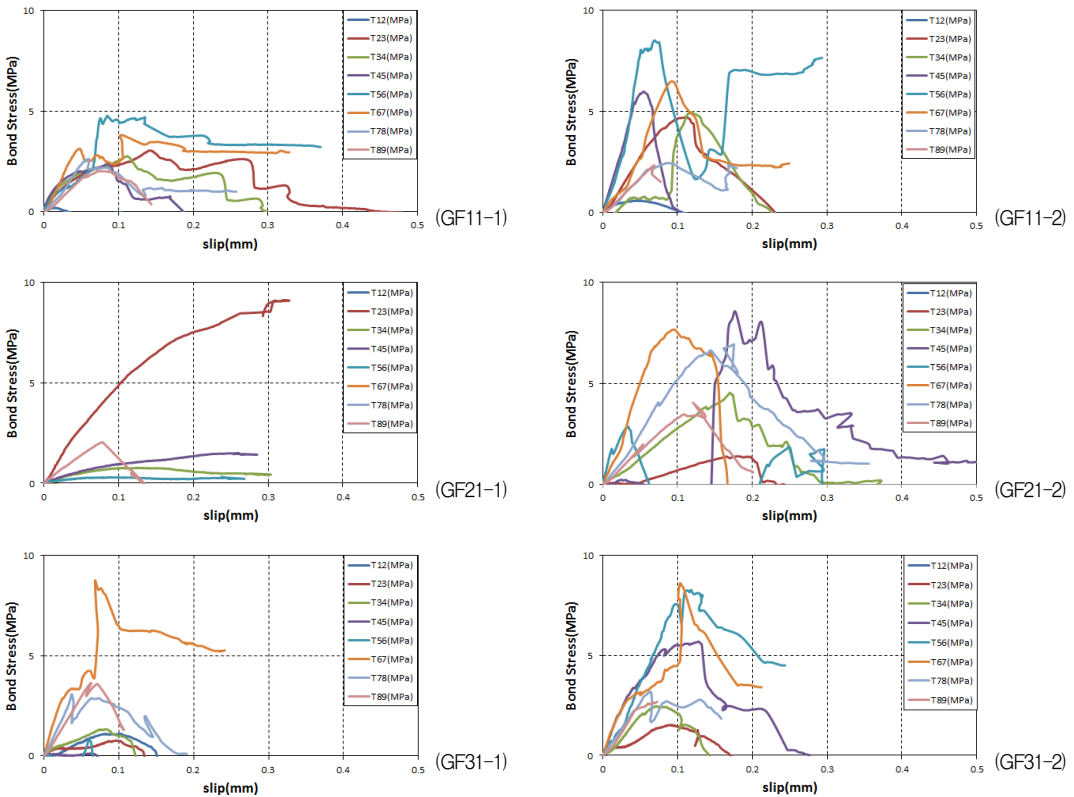 10
5
0
0
0.1
0.2
0.3
0.4
0.5
Bond Stress(MPa)
slip(mm)
T12(MPa)
T23(MPa)
T34(MPa)
T45(MPa)
T56(MPa)
T67(MPa)
T78(MPa)
T89(MPa)
(GF11-1)
10
5
0
0
0.1
0.2
0.3
0.4
0.5
Bond Stress(MPa)
slip(mm)
T12(MPa)
T23(MPa)
T34(MPa)
T45(MPa)
T56(MPa)
T67(MPa)
T78(MPa)
T89(MPa)
(GF11-2)
10
5
0
0
0.1
0.2
0.3
0.4
0.5
Bond Stress(MPa)
slip(mm)
T12(MPa)
T23(MPa)
T34(MPa)
T45(MPa)
T56(MPa)
T67(MPa)
T78(MPa)
T89(MPa)
(GF21-1)
10
5
0
0
0.1
0.2
0.3
0.4
0.5
Bond Stress(MPa)
slip(mm)
T12(MPa)
T23(MPa)
T34(MPa)
T45(MPa)
T56(MPa)
T67(MPa)
T78(MPa)
T89(MPa)
(GF21-2)
10
5
0
0
0.1
0.2
0.3
0.4
0.5
Bond Stress(MPa)
slip(mm)
T12(MPa)
T23(MPa)
T34(MPa)
T45(MPa)
T56(MPa)
T67(MPa)
T78(MPa)
T89(MPa)
(GF31-1)
10
5
0
0
0.1
0.2
0.3
0.4
0.5
Bond Stress(MPa)
slip(mm)
T12(MPa)
T23(MPa)
T34(MPa)
T45(MPa)
T56(MPa)
T67(MPa)
T78(MPa)
T89(MPa)
(GF31-2)